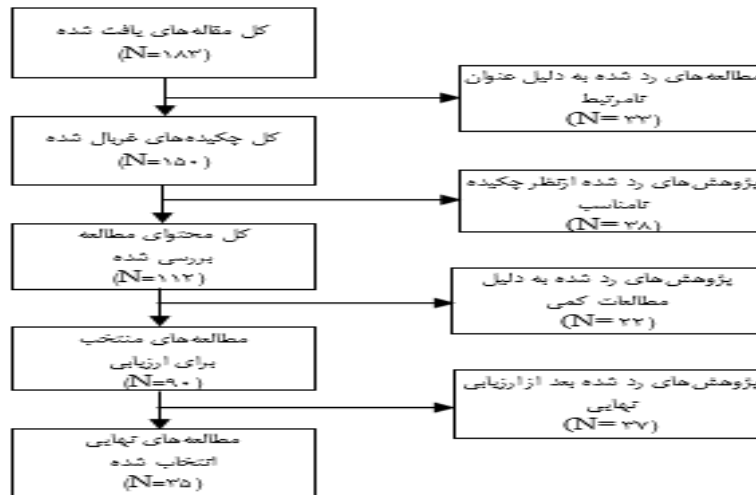 کل مقاله‌های یافت شده
(N=۱۸۳)
مطالعه‌های رد شده به دلیل عنوان
نامرتبط
(N= ۳۳)
کل چکیده‌های غربال شده
(N=۱۵۰)
پژوهش‌های رد شده ازنظر چکیده
نامناسب
(N= ۳۸)
کل محتوای مطالعه
بررسی شده
(N=۱۱۲)
پژوهش‌های رد شده به دلیل
مطالعات کمی
(N= ۲۲)
مطالعه‌های منتخب
برای ارزیابی
(N=۹۰)
پژوهش‌های رد شده بعد از ارزیابی
نهایی
(N= ۲۷)
مطالعه‌های نهایی
انتخاب شده
(N=۳۵)